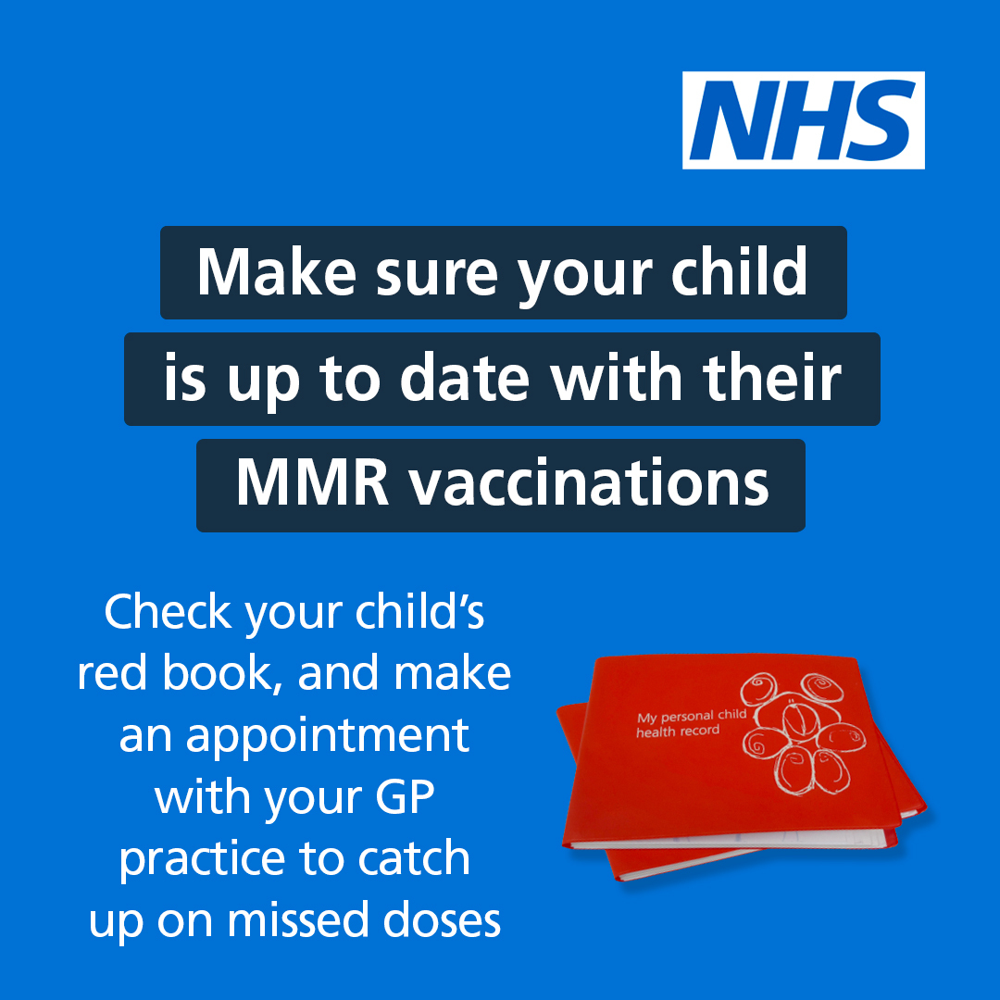 NHS
Make sure your child
is up to date with their
MMR vaccinations
Check your child’s
red book, and make
an appointment
with your GP
practice to catch
up on missed doses
My personal child
health record